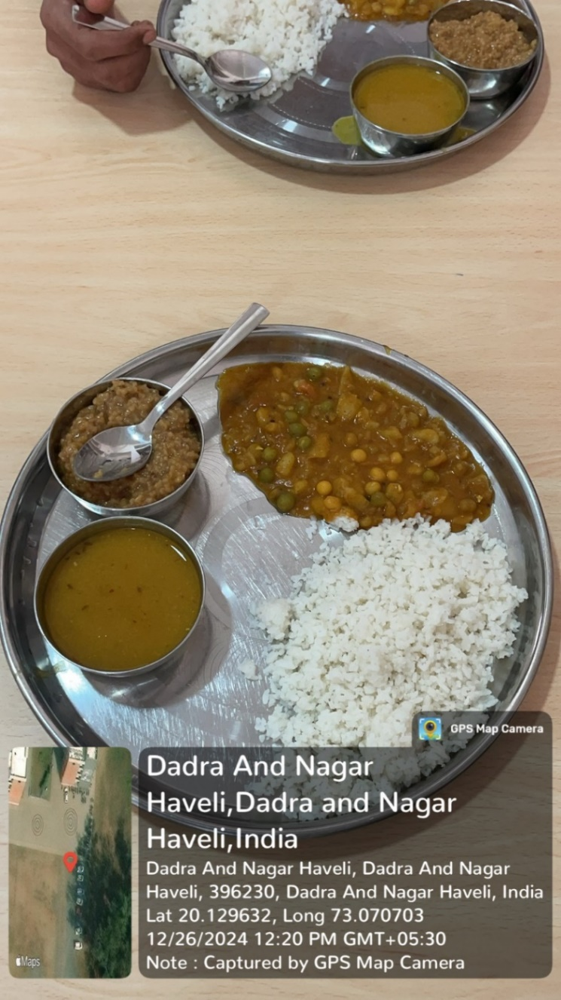 GPS Map Camera
Dadra And Nagar
Haveli,Dadra and Nagar
Haveli,India
Dadra And Nagar Haveli, Dadra And Nagar
Haveli, 396230, Dadra And Nagar Haveli, India
Lat 20.129632, Long 73.070703
12/26/2024 12:20 PM GMT+05:30
Note : Captured by GPS Map Camera
Maps